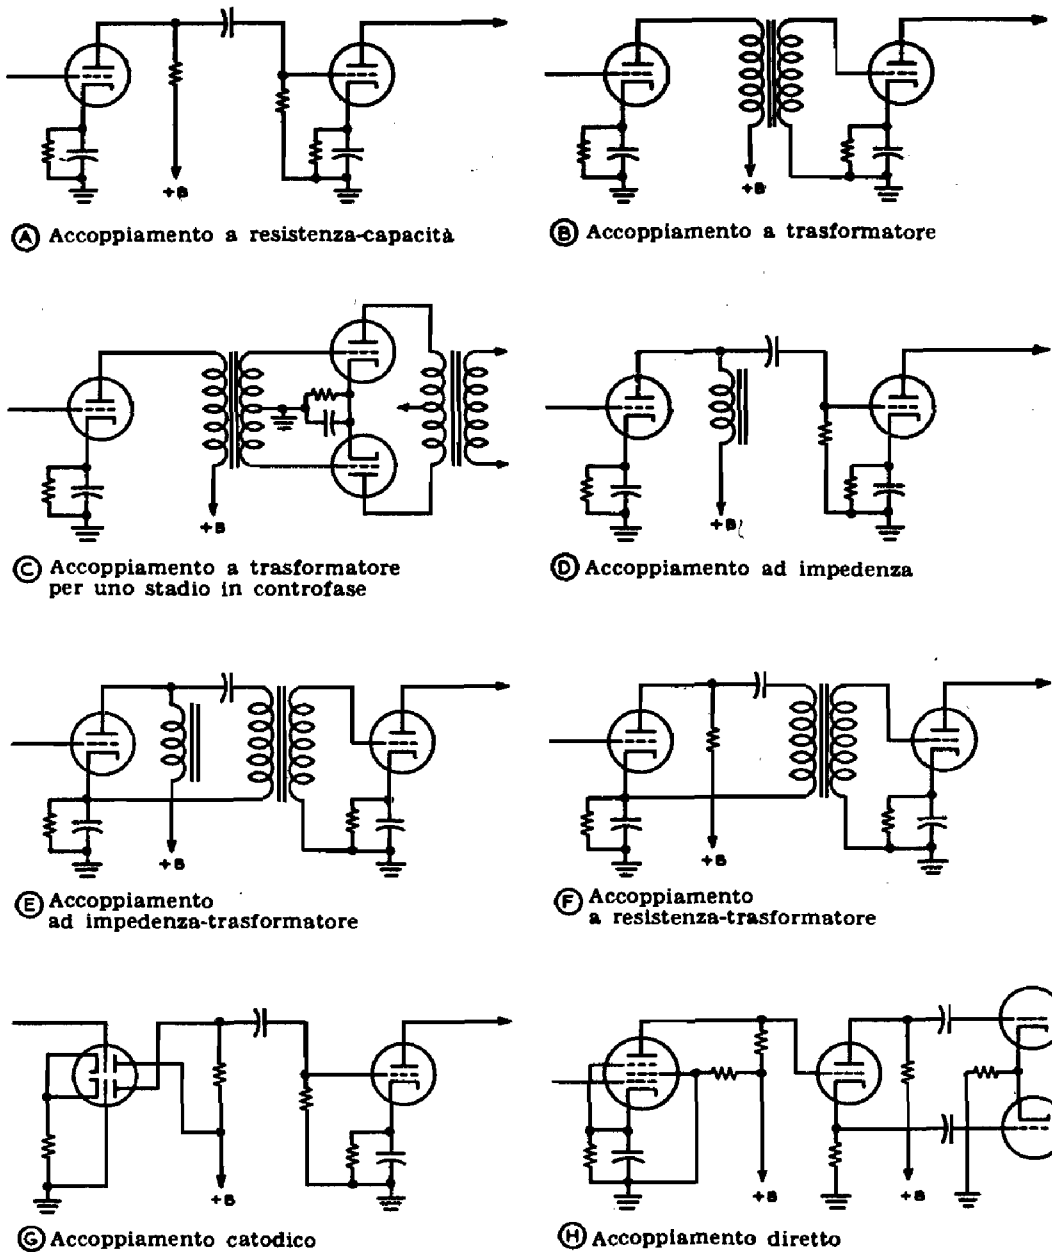 +B
+B
A Accoppiamento a resistenza-capacità
B Accoppiamento a trasformatore
+B
+B
C Accoppiamento a trasformatore
per uno stadio in controfase
D Accoppiamento ad impedenza
+B
+B
E Accoppiamento
ad impedenza-trasformatore
F Accoppiamento
a resistenza-trasformatore
+B
+B
+B
G Accoppiamento catodico
H Accoppiamento diretto